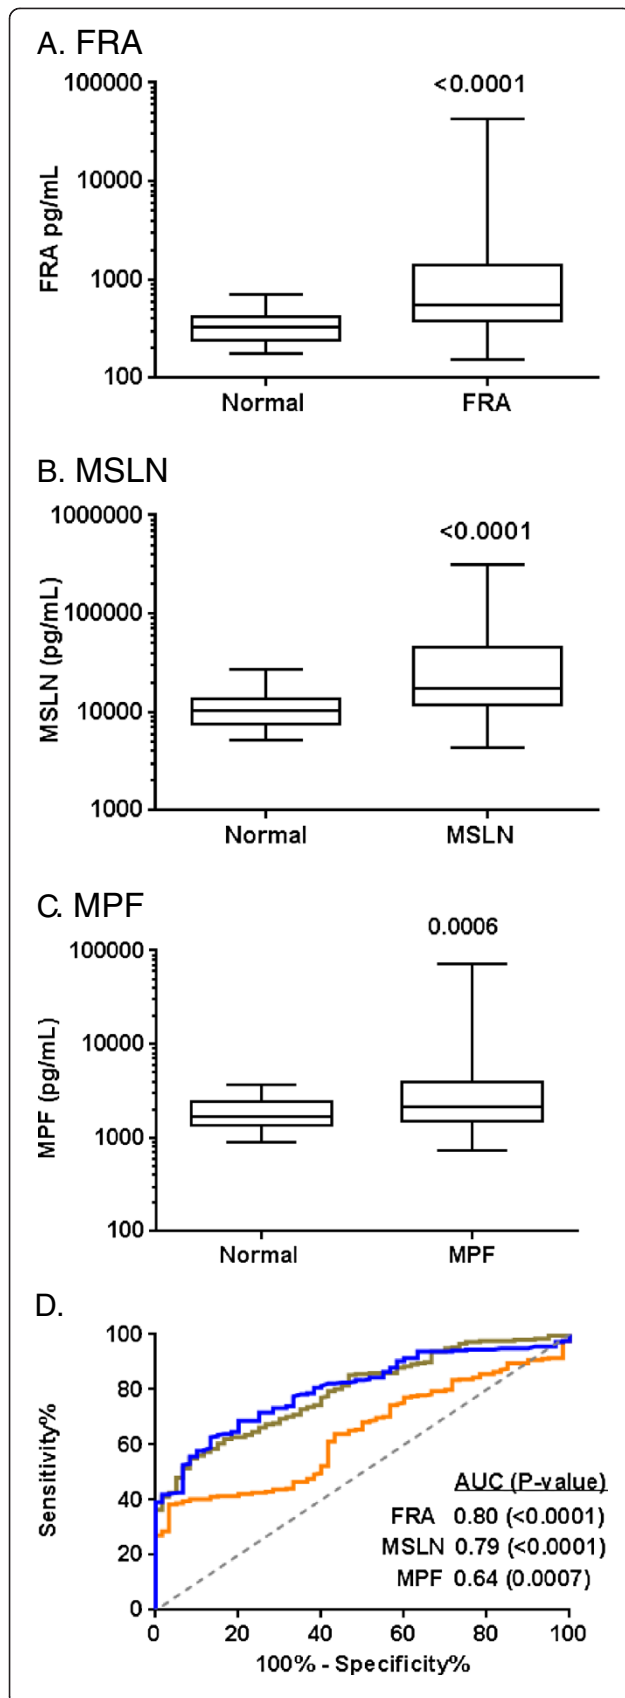 A. FRA
<0.0001
100000
10000
1000
100
FRA pg/mL
Normal
FRA
B. MSLN
<0.0001
1000000
100000
10000
1000
MSLN (pg/mL)
Normal
MSLN
C. MPF
0.0006
100000
10000
1000
100
MPF (pg/mL)
Normal
MPF
D.
100
80
60
40
20
0
Sensitivity%
AUC (P-value)
FRA 0.80 (<0.0001)
MSLN 0.79 (<0.0001)
MPF 0.64 (0.0007)
0 20 40 60 80 100
100% - Specificity%